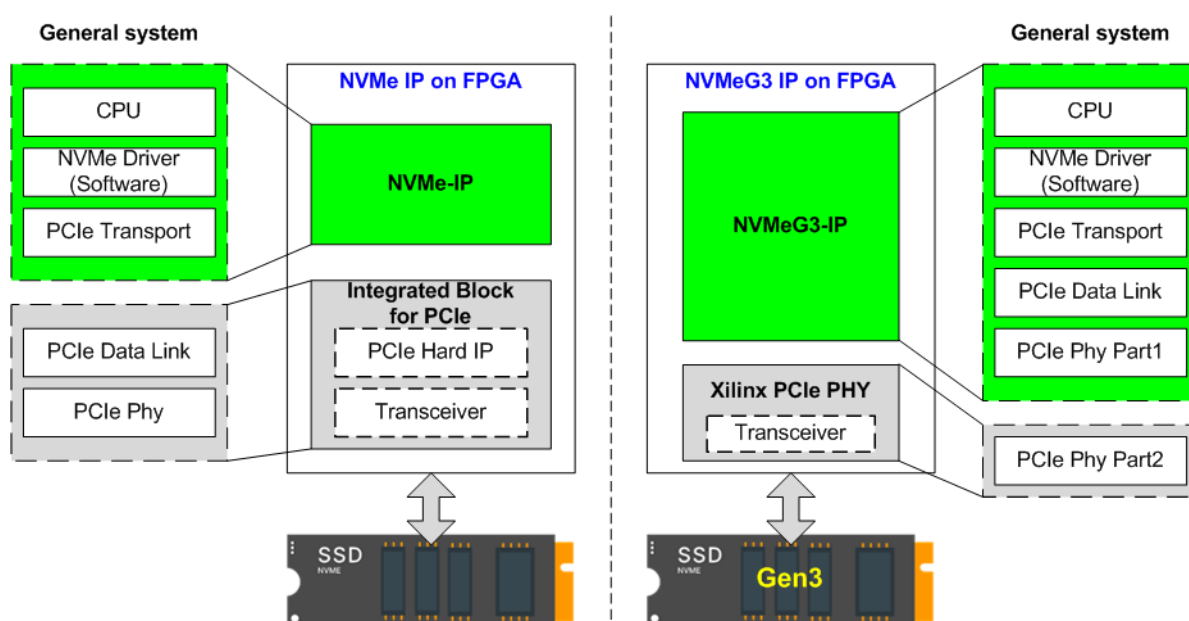 General system
CPU
NVMe Driver
(Software)
PCIe Transport
PCIe Data Link
PCIe Phy
NVMe IP on FPGA
NVMe-IP
Integrated Block
for PCIe
PCIe Hard IP
Transceiver
SSD
NVME
NVMeG3 IP on FPGA
NVMeG3-IP
Xilinx PCIe PHY
Transceiver
SSD
NVME
Gen3
General system
CPU
NVMe Driver
(Software)
PCIe Transport
PCIe Data Link
PCIe Phy Part1
PCIe Phy Part2